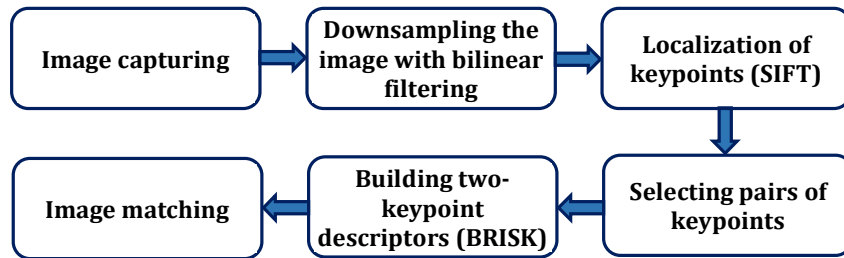 Image capturing
Downsampling the
image with bilinear
filtering
Localization of
keypoints (SIFT)
Selecting pairs of
keypoints
Building two-
keypoint
descriptors (BRISK)
Image matching